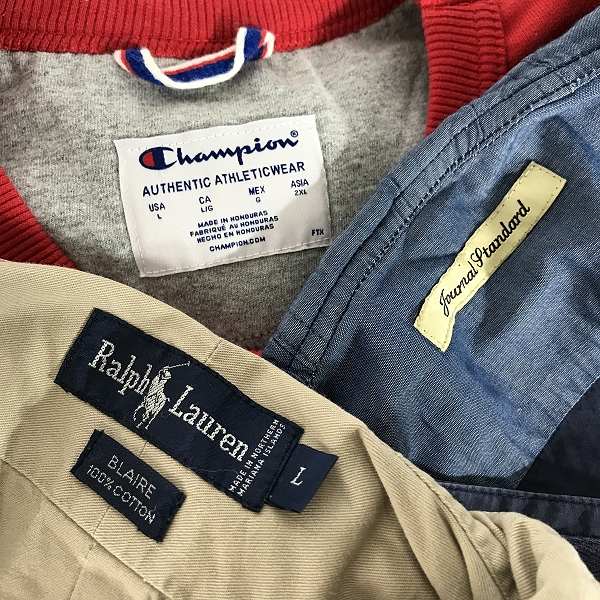 Champion®
AUTHENTIC ATHLETICWEAR
USA CA MEX ASIA
L L/G G 2XL
MADE IN HONDURAS
FABRIQUE AU HONDURAS
HECHO EN HONDURAS
CHAMPION.COM
FTX
Journal Standard
Ralph Lauren
MADE IN NORTHERN
MARIANA ISLANDS
L
BLAIRE
100% COTTON